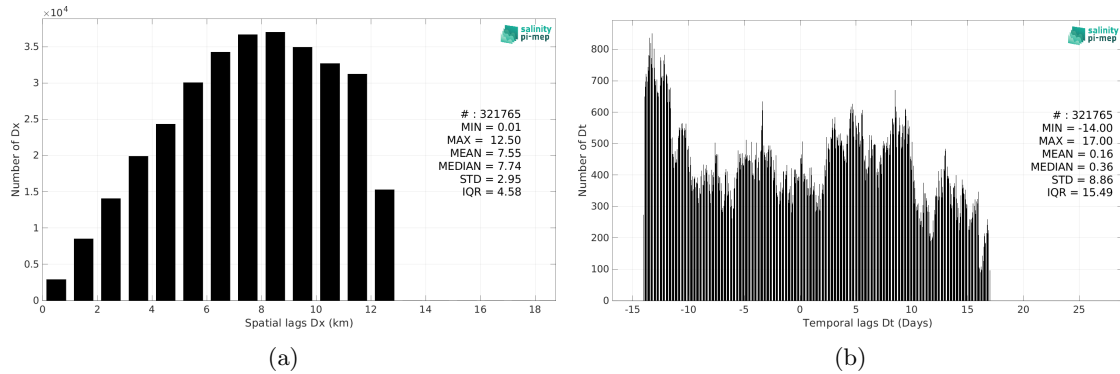 ×10⁴
3.5
3
2.5
2
1.5
1
0.5
0
Number of Dx
0 2 4 6 8 10 12 14 16 18
Spatial lags Dx (km)
salinity
pi-mep
# : 321765
MIN = 0.01
MAX = 12.50
MEAN = 7.55
MEDIAN = 7.74
STD = 2.95
IQR = 4.58
(a)
800
700
600
500
400
300
200
100
0
Number of Dt
-15 -10 -5 0 5 10 15 20 25
Temporal lags Dt (Days)
salinity
pi-mep
# : 321765
MIN = -14.00
MAX = 17.00
MEAN = 0.16
MEDIAN = 0.36
STD = 8.86
IQR = 15.49
(b)